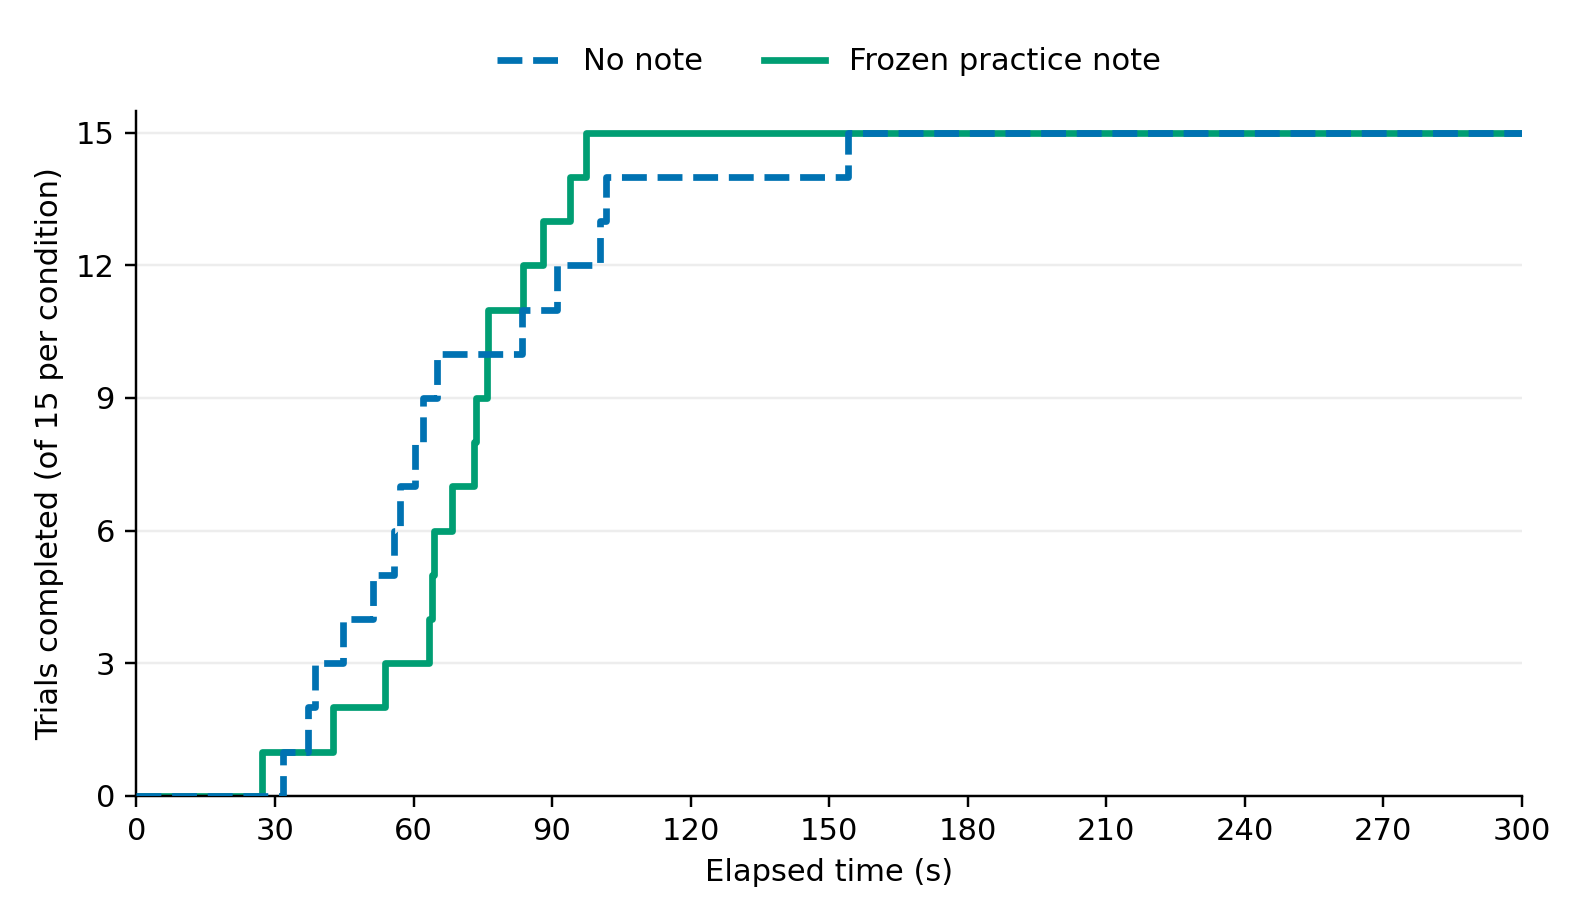 No note
Frozen practice note
15
12
9
6
3
0
Trials completed (of 15 per condition)
0 30 60 90 120 150 180 210 240 270 300
Elapsed time (s)